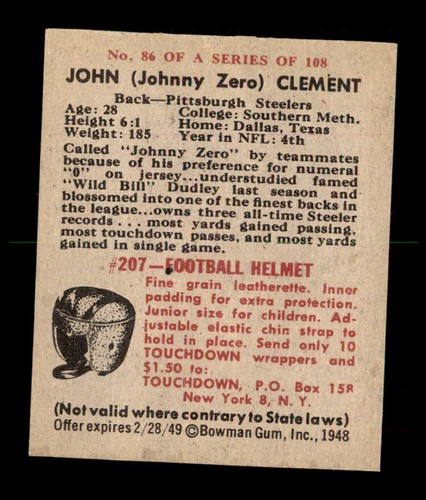 No. 86 OF A SERIES OF 108
JOHN (Johnny Zero) CLEMENT
Back—Pittsburgh Steelers
Age: 28 College: Southern Meth.
Height 6:1 Home: Dallas, Texas
Weight: 185 Year in NFL: 4th
Called "Johnny Zero" by teammates
because of his preference for numeral
"0" on jersey...understudied famed
"Wild Bill" Dudley last season and
blossomed into one of the finest backs in
the league...owns three all-time Steeler
records . . . most yards gained passing,
most touchdown passes, and most yards
gained in single game.
#207—FOOTBALL HELMET
Fine grain leatherette. Inner
padding for extra protection.
Junior size for children. Ad-
justable elastic chin strap to
hold in place. Send only 10
TOUCHDOWN wrappers and
$1.50 to:
TOUCHDOWN, P.O. Box 15R
New York 8, N. Y.
(Not valid where contrary to State laws)
Offer expires 2/28/49 ©Bowman Gum, Inc., 1948